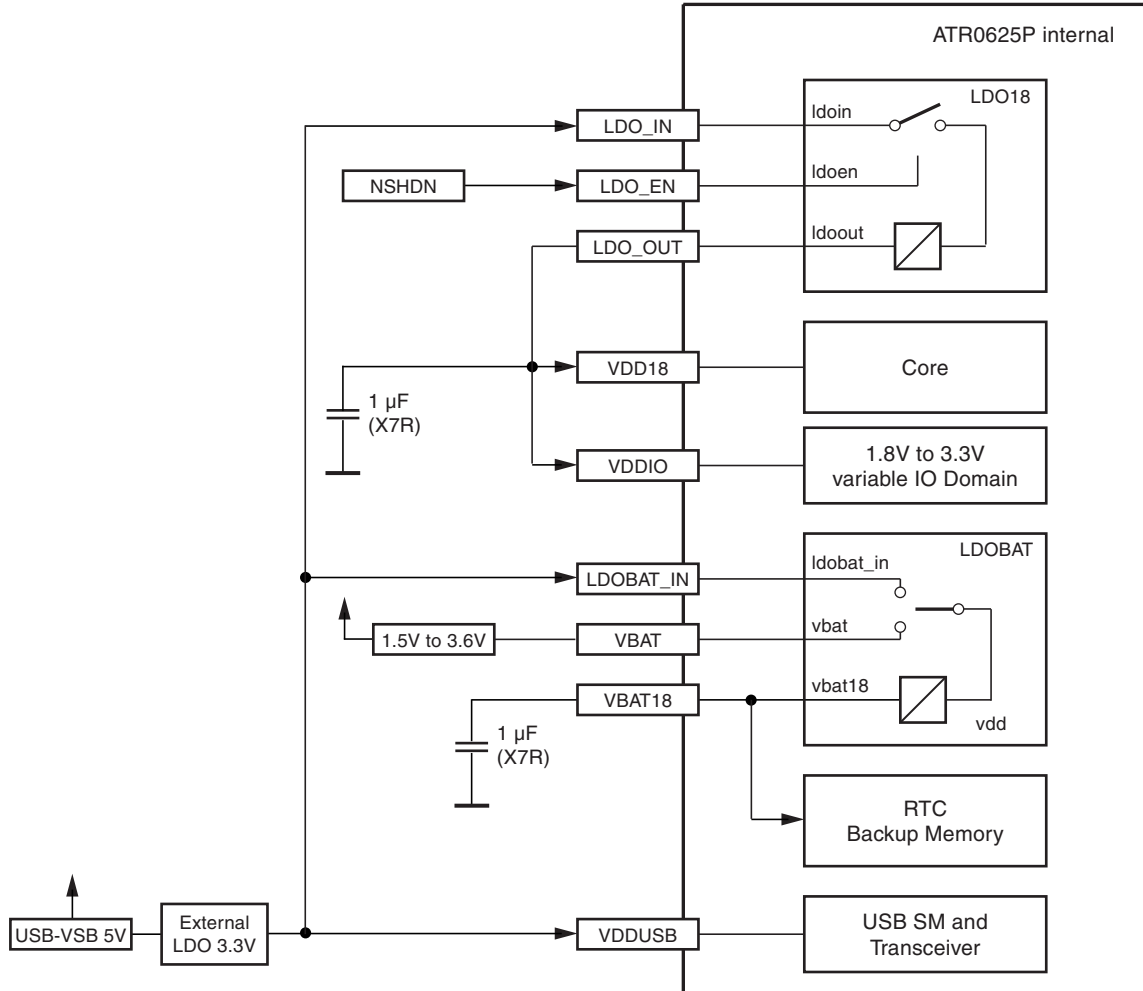 ATR0625P internal
LDO18
LDO_IN
ldoin
NSHDN
LDO_EN
ldoen
LDO_OUT
ldoout
VDD18
Core
1 µF
(X7R)
VDDIO
1.8V to 3.3V
variable IO Domain
LDOBAT
LDOBAT_IN
ldobat_in
1.5V to 3.6V
VBAT
vbat
VBAT18
vbat18
vdd
1 µF
(X7R)
RTC
Backup Memory
USB-VSB 5V
External
LDO 3.3V
VDDUSB
USB SM and
Transceiver